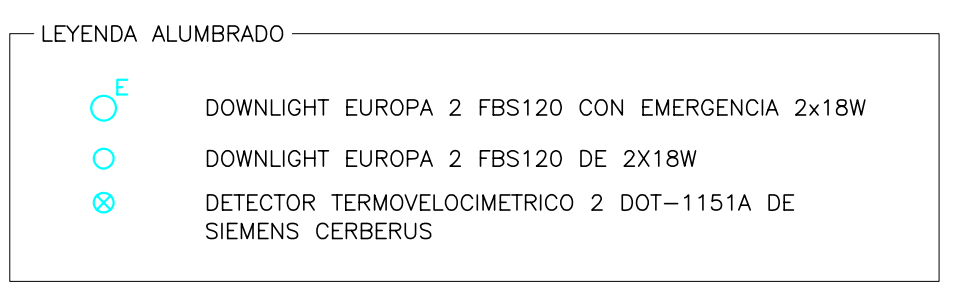 LEYENDA ALUMBRADO
E
DOWNLIGHT EUROPA 2 FBS120 CON EMERGENCIA 2x18W
DOWNLIGHT EUROPA 2 FBS120 DE 2X18W
DETECTOR TERMOVELOCIMETRICO 2 DOT-1151A DE
SIEMENS CERBERUS